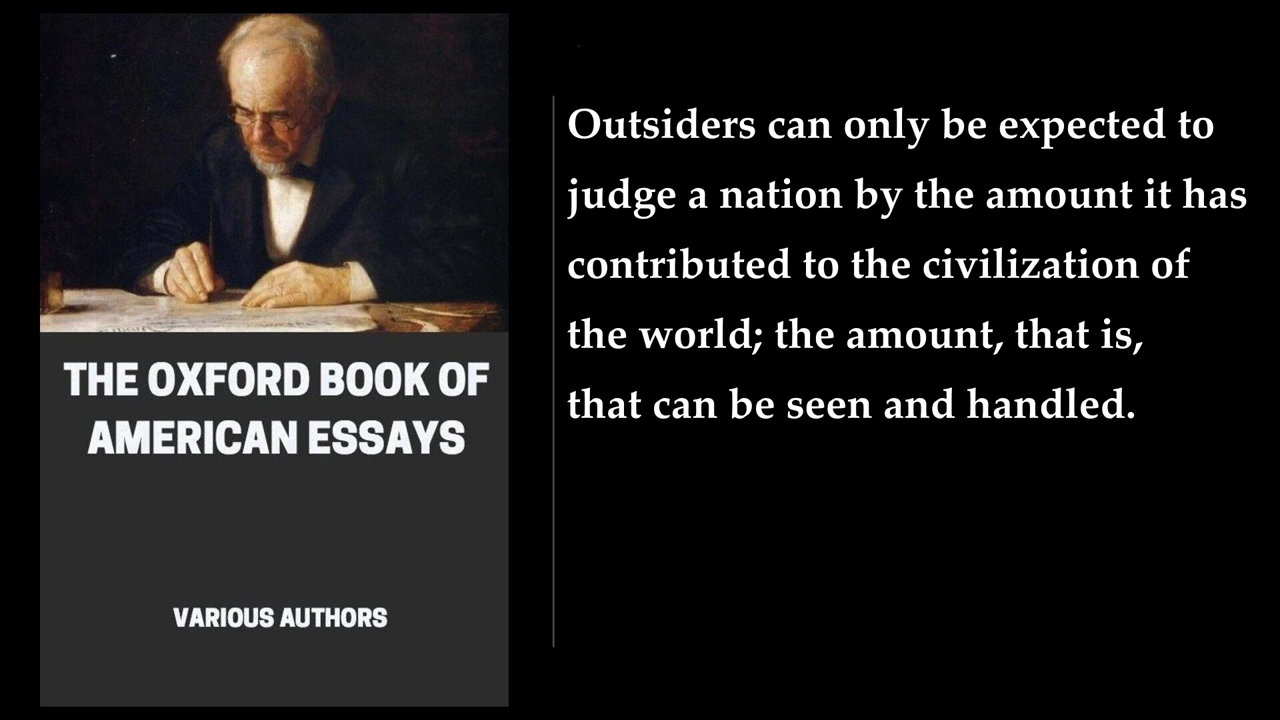 THE OXFORD BOOK OF
AMERICAN ESSAYS
VARIOUS AUTHORS
Outsiders can only be expected to
judge a nation by the amount it has
contributed to the civilization of
the world; the amount, that is,
that can be seen and handled.